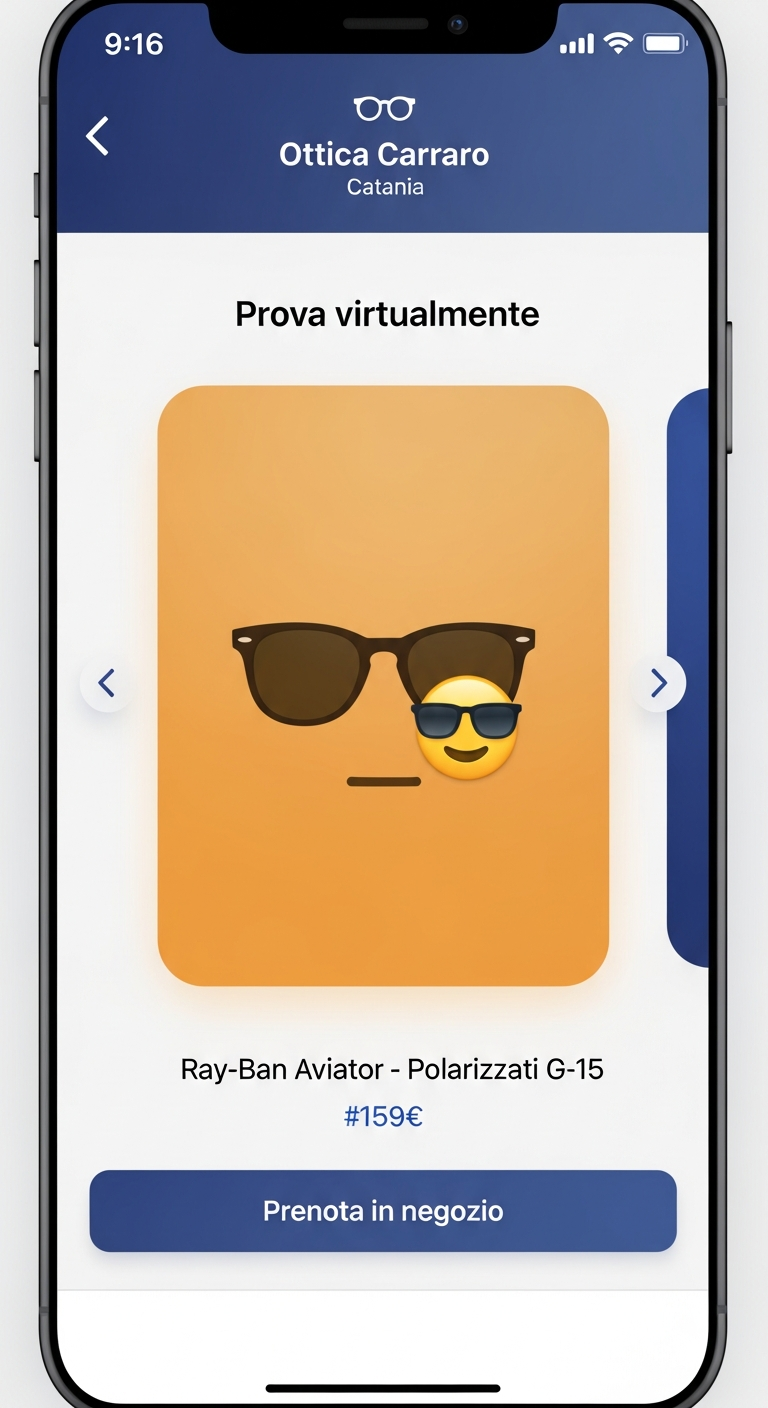 9:16
Ottica Carraro
Catania
Prova virtualmente
Ray-Ban Aviator - Polarizzati G-15
#159€
Prenota in negozio